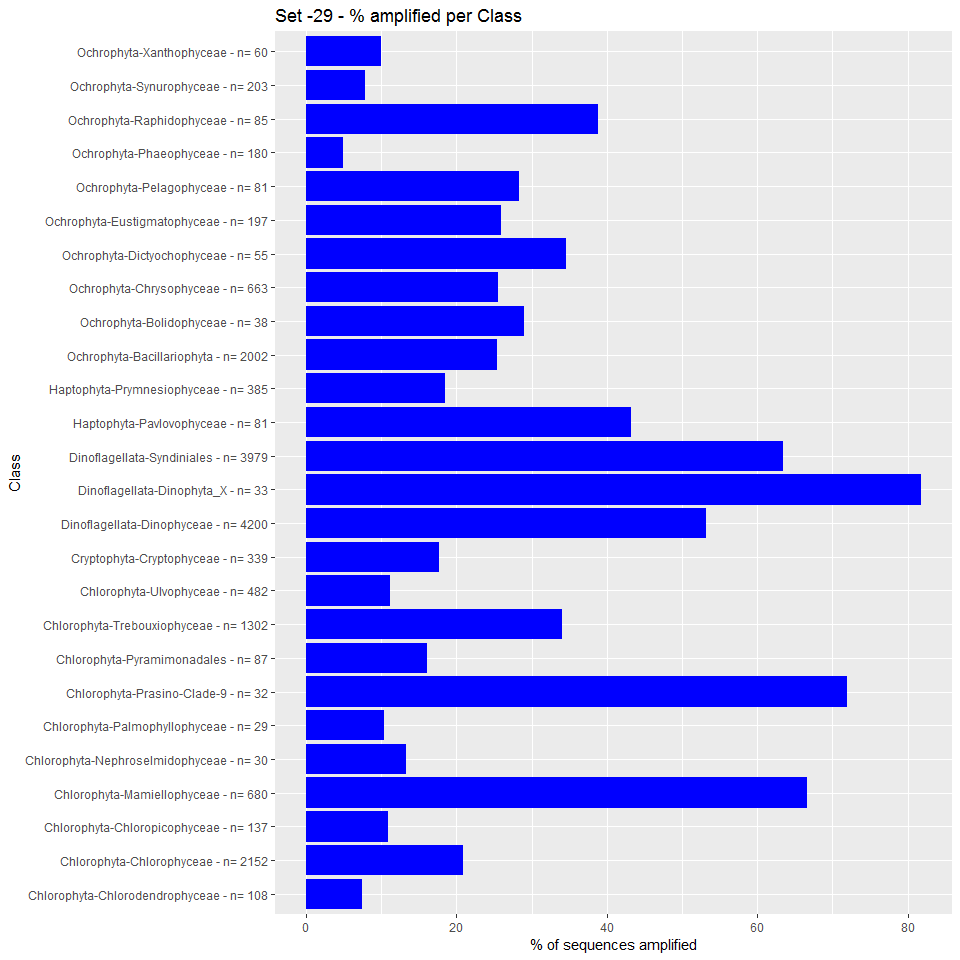 Set -29 - % amplified per Class
Ochrophyta-Xanthophyceae - n= 60
Ochrophyta-Synurophyceae - n= 203
Ochrophyta-Raphidophyceae - n= 85
Ochrophyta-Phaeophyceae - n= 180
Ochrophyta-Pelagophyceae - n= 81
Ochrophyta-Eustigmatophyceae - n= 197
Ochrophyta-Dictyochophyceae - n= 55
Ochrophyta-Chrysophyceae - n= 663
Ochrophyta-Bolidophyceae - n= 38
Ochrophyta-Bacillariophyta - n= 2002
Haptophyta-Prymnesiophyceae - n= 385
Haptophyta-Pavlovophyceae - n= 81
Dinoflagellata-Syndiniales - n= 3979
Dinoflagellata-Dinophyta_X - n= 33
Dinoflagellata-Dinophyceae - n= 4200
Cryptophyta-Cryptophyceae - n= 339
Chlorophyta-Ulvophyceae - n= 482
Chlorophyta-Trebouxiophyceae - n= 1302
Chlorophyta-Pyramimonadales - n= 87
Chlorophyta-Prasino-Clade-9 - n= 32
Chlorophyta-Palmophyllophyceae - n= 29
Chlorophyta-Nephroselmidophyceae - n= 30
Chlorophyta-Mamiellophyceae - n= 680
Chlorophyta-Chloropicophyceae - n= 137
Chlorophyta-Chlorophyceae - n= 2152
Chlorophyta-Chlorodendrophyceae - n= 108
Class
0 20 40 60 80
% of sequences amplified